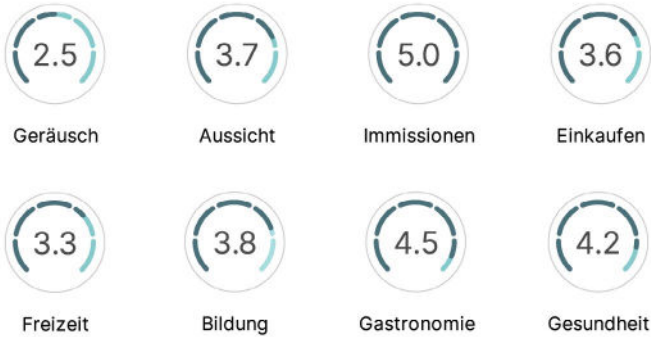 2.5 3.7 5.0 3.6
Geräusch Aussicht Immissionen Einkaufen
3.3 3.8 4.5 4.2
Freizeit Bildung Gastronomie Gesundheit